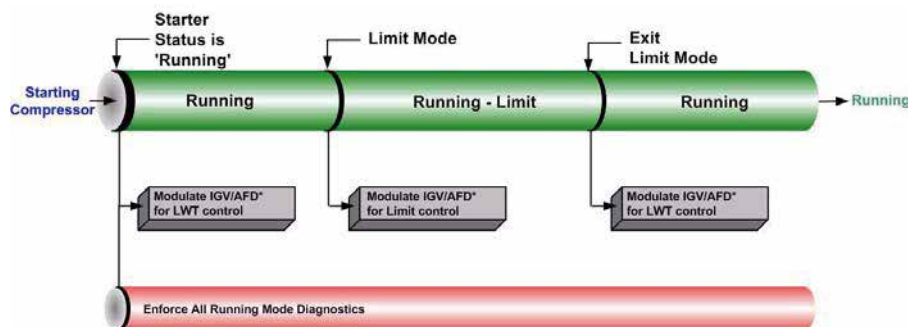 Starter
Status is
'Running'
Limit Mode
Exit
Limit Mode
Starting
Compressor
Running
Running - Limit
Running
Running
Modulate IGV/AFD*
for LWT control
Modulate IGV/AFD*
for Limit control
Modulate IGV/AFD*
for LWT control
Enforce All Running Mode Diagnostics